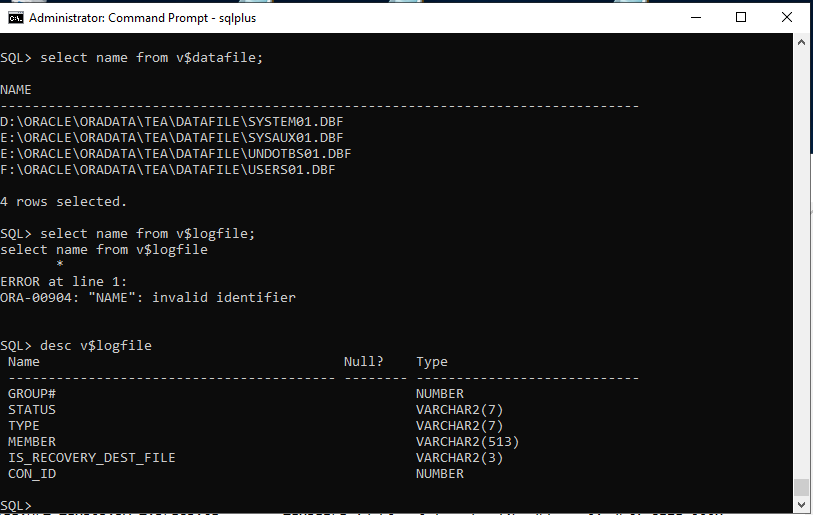 Administrator: Command Prompt - sqlplus
SQL> select name from v$datafile;
NAME
--------------------------------------------------------------------------------
D:\ORACLE\ORADATA\TEA\DATAFILE\SYSTEM01.DBF
E:\ORACLE\ORADATA\TEA\DATAFILE\SYSAUX01.DBF
E:\ORACLE\ORADATA\TEA\DATAFILE\UNDOTBS01.DBF
F:\ORACLE\ORADATA\TEA\DATAFILE\USERS01.DBF
4 rows selected.
SQL> select name from v$logfile;
select name from v$logfile
       *
ERROR at line 1:
ORA-00904: "NAME": invalid identifier
SQL> desc v$logfile
 Name                                      Null?    Type
 ----------------------------------------- -------- ----------------------------
 GROUP#                                             NUMBER
 STATUS                                             VARCHAR2(7)
 TYPE                                               VARCHAR2(7)
 MEMBER                                             VARCHAR2(513)
 IS_RECOVERY_DEST_FILE                              VARCHAR2(3)
 CON_ID                                             NUMBER
SQL>